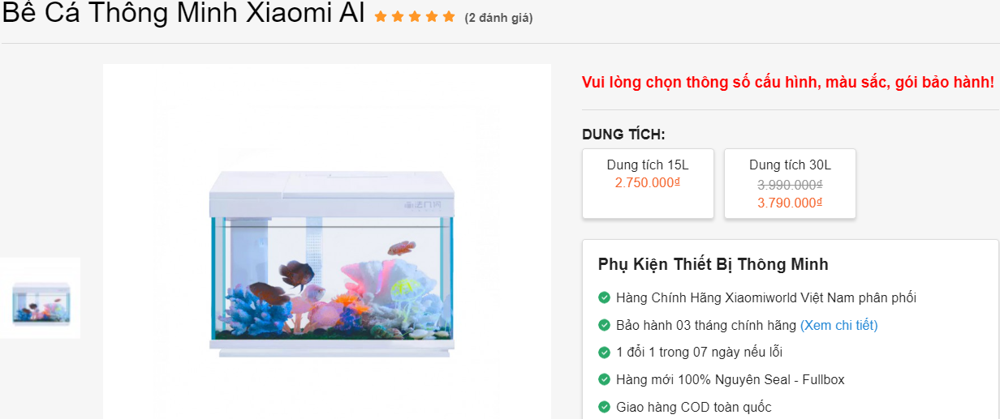 Bể Cá Thông Minh Xiaomi AI (2 đánh giá)
Vui lòng chọn thông số cấu hình, màu sắc, gói bảo hành!
DUNG TÍCH:
Dung tích 15L
2.750.000₫
Dung tích 30L
3.990.000₫
3.790.000₫
Phụ Kiện Thiết Bị Thông Minh
Hàng Chính Hãng Xiaomiworld Việt Nam phân phối
Bảo hành 03 tháng chính hãng (Xem chi tiết)
1 đổi 1 trong 07 ngày nếu lỗi
Hàng mới 100% Nguyên Seal - Fullbox
Giao hàng COD toàn quốc